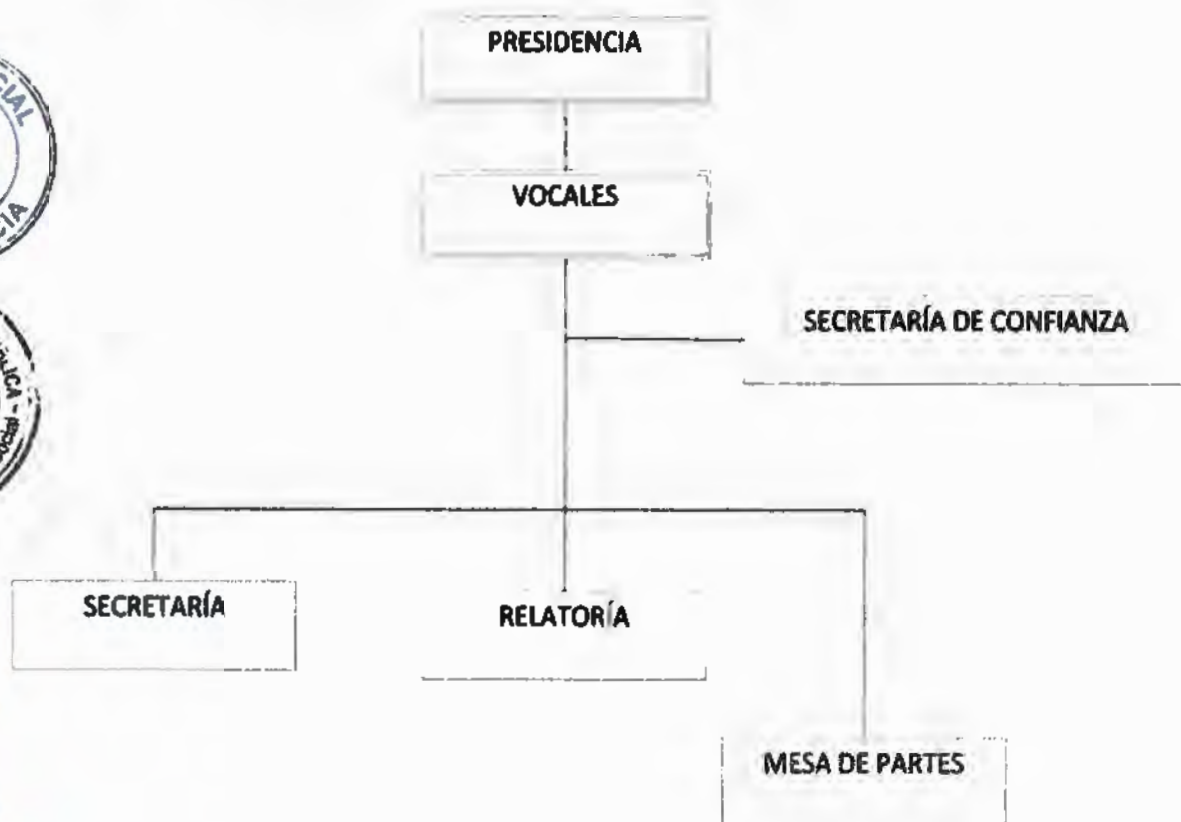 PRESIDENCIA
VOCALES
SECRETARÍA DE CONFIANZA
SECRETARÍA
RELATORÍA
MESA DE PARTES